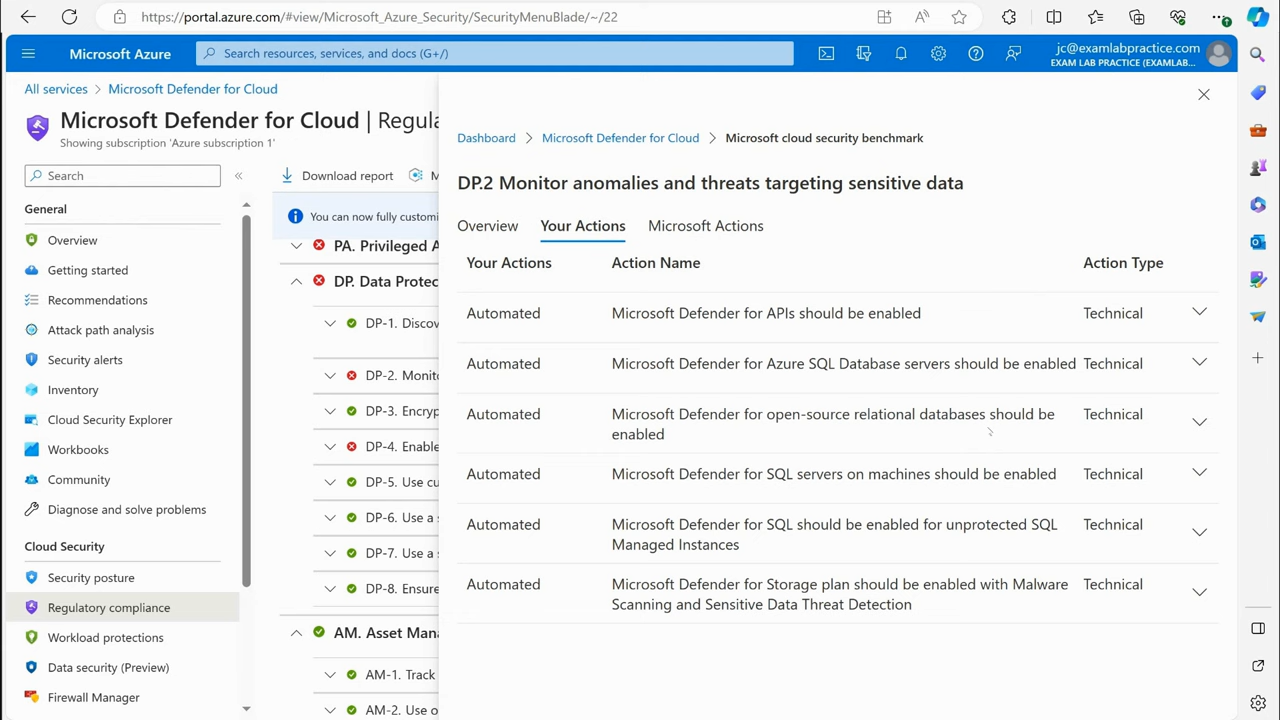 https://portal.azure.com/#view/Microsoft_Azure_Security/SecurityMenuBlade/~/22
Microsoft Azure
Search resources, services, and docs (G+/)
jc@examlabpractice.com
EXAM LAB PRACTICE (EXAMLAB...
All services > Microsoft Defender for Cloud
Microsoft Defender for Cloud | Regula
Showing subscription 'Azure subscription 1'
Search
Download report
M
You can now fully customi
General
Overview
Getting started
Recommendations
Attack path analysis
Security alerts
Inventory
Cloud Security Explorer
Workbooks
Community
Diagnose and solve problems
Cloud Security
Security posture
Regulatory compliance
Workload protections
Data security (Preview)
Firewall Manager
PA. Privileged A
DP. Data Protec
DP-1. Discov
DP-2. Monito
DP-3. Encryp
DP-4. Enable
DP-5. Use cu
DP-6. Use a s
DP-7. Use a s
DP-8. Ensure
AM. Asset Mana
AM-1. Track
AM-2. Use o
Dashboard > Microsoft Defender for Cloud > Microsoft cloud security benchmark
DP.2 Monitor anomalies and threats targeting sensitive data
Overview Your Actions Microsoft Actions
Your Actions Action Name Action Type
Automated Microsoft Defender for APIs should be enabled Technical
Automated Microsoft Defender for Azure SQL Database servers should be enabled Technical
Automated Microsoft Defender for open-source relational databases should be Technical
enabled
Automated Microsoft Defender for SQL servers on machines should be enabled Technical
Automated Microsoft Defender for SQL should be enabled for unprotected SQL Technical
Managed Instances
Automated Microsoft Defender for Storage plan should be enabled with Malware Technical
Scanning and Sensitive Data Threat Detection